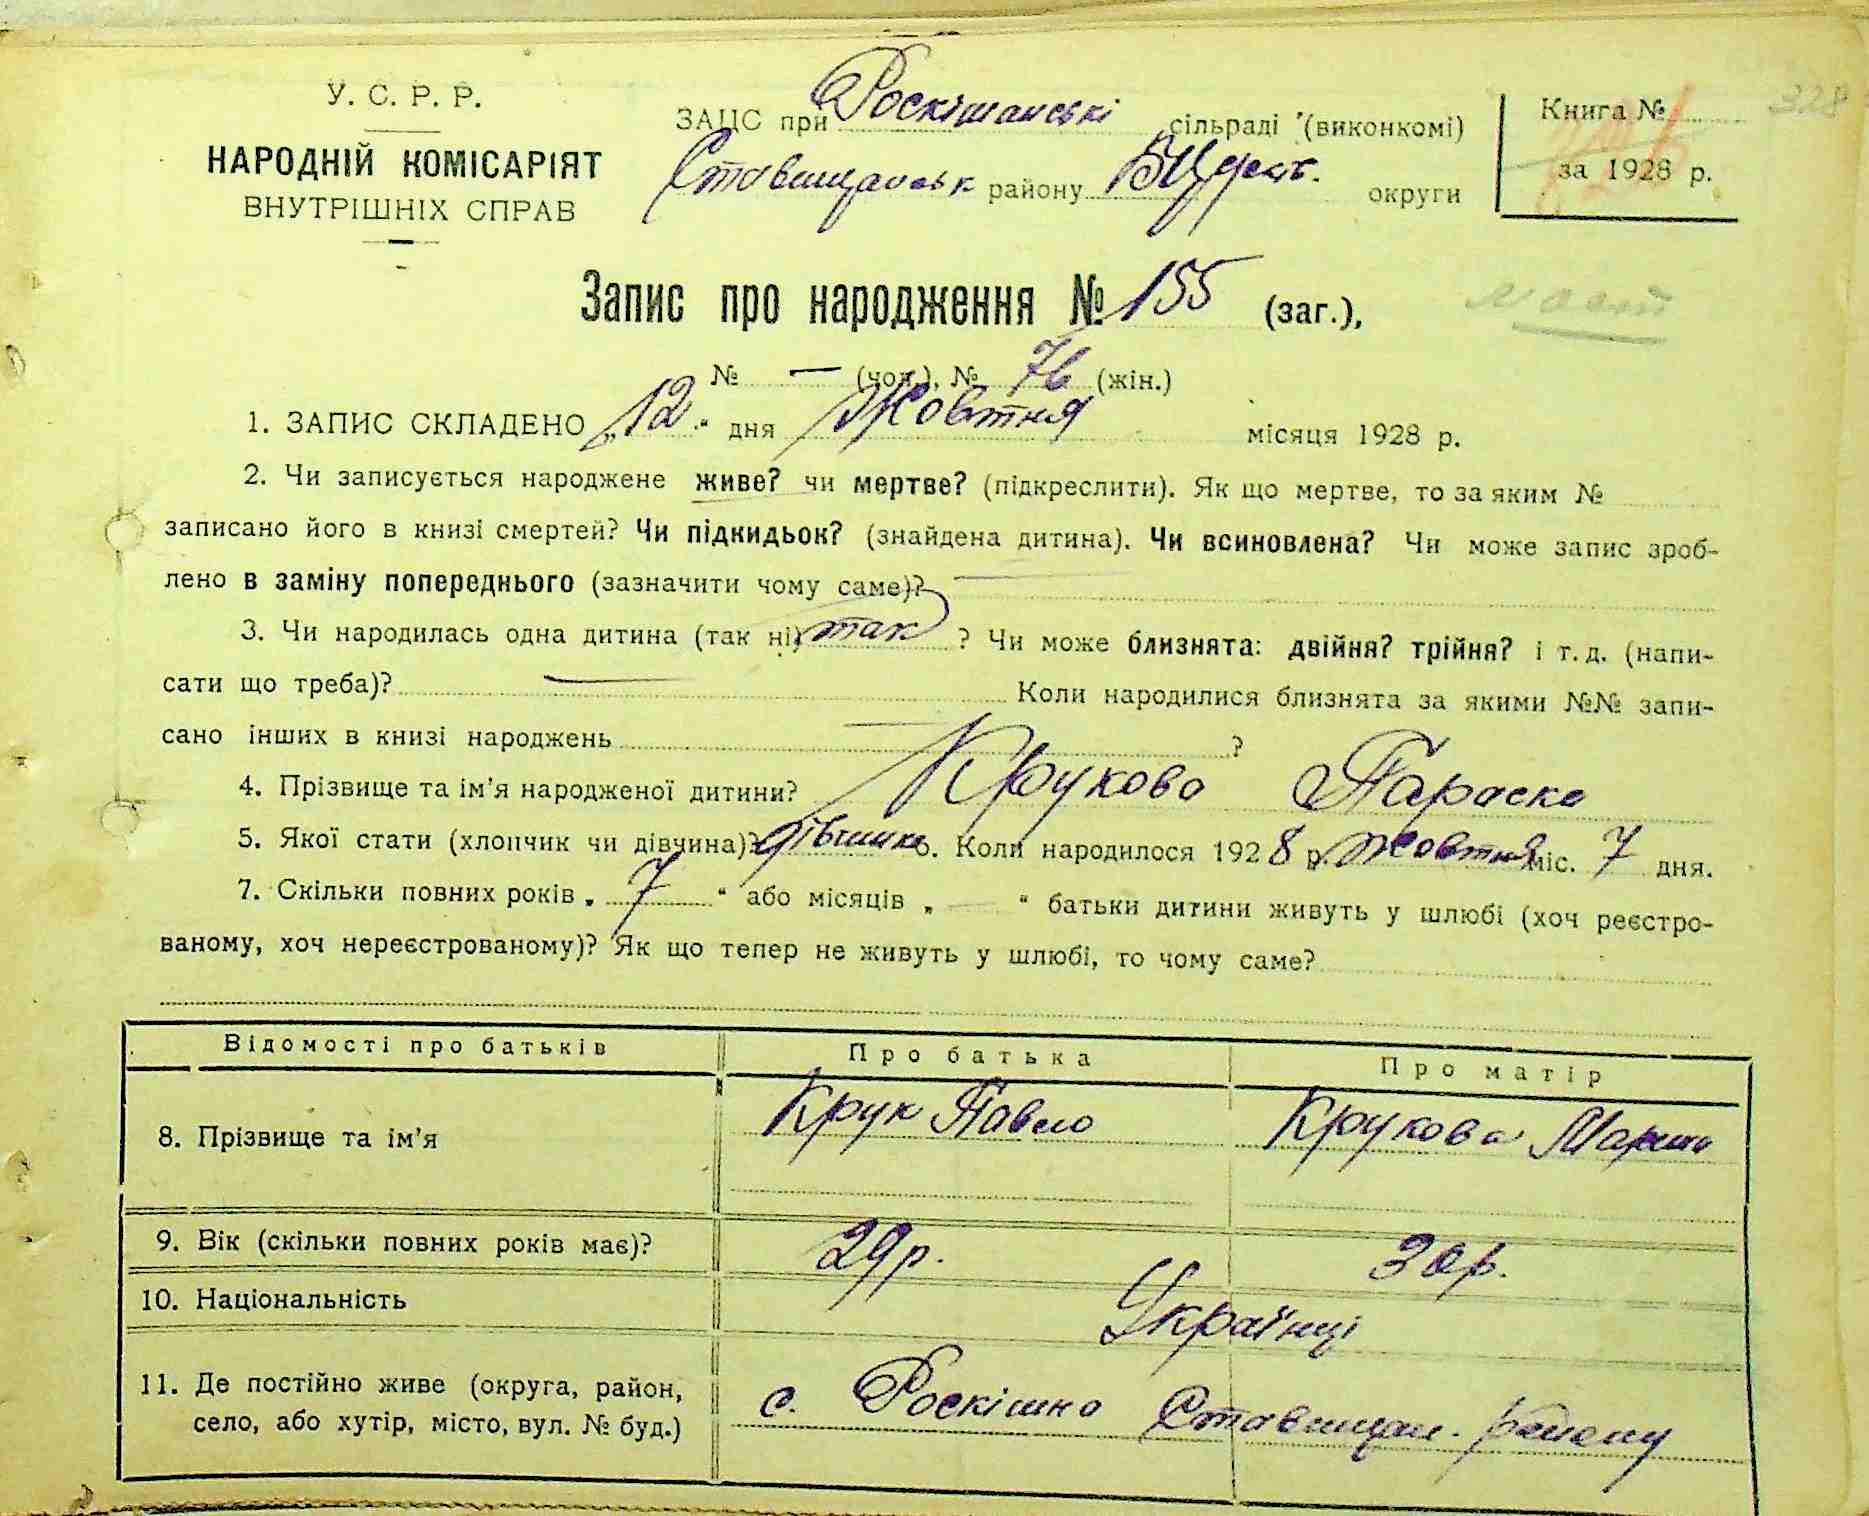 328
У. С. Р. Р.
НАРОДНІЙ КОМІСАРІЯТ
ВНУТРІШНІХ СПРАВ
ЗАЦС при Роскішанські сільраді (виконкомі)
Ставищанськ району БЦеркв. округи
Книга №
за 1928 р.
Запис про народження № 155 (заг.),
№ — (чол.), № 76 (жін.)
1. ЗАПИС СКЛАДЕНО „12“ дня Жовтня місяця 1928 р.
2. Чи записується народжене живе? чи мертве? (підкреслити). Як що мертве, то за яким №
записано його в книзі смертей? Чи підкидьок? (знайдена дитина). Чи всиновлена? Чи може запис зроб-
лено в заміну попереднього (зазначити чому саме)? —
3. Чи народилась одна дитина (так ні) так ? Чи може близнята: двійня? трійня? і т. д. (напи-
сати що треба)? — Коли народилися близнята за якими №№ запи-
сано інших в книзі народжень — ?
4. Прізвище та ім'я народженої дитини? Крукова Параска
5. Якої стати (хлопчик чи дівчина)? дівчина 6. Коли народилося 1928 р. Жовтня міс. 7 дня.
7. Скільки повних років „ 7 “ або місяців „ — “ батьки дитини живуть у шлюбі (хоч реєстро-
ваному, хоч нереєстрованому)? Як що тепер не живуть у шлюбі, то чому саме?
Відомості про батьків Про батька Про матір
8. Прізвище та ім'я Крук Павло Крукова
9. Вік (скільки повних років має)? 29р. 30р.
10. Національність Українці
11. Де постійно живе (округа, район, село, або хутір, місто, вул. № буд.) с. Роскішна Ставищан. району